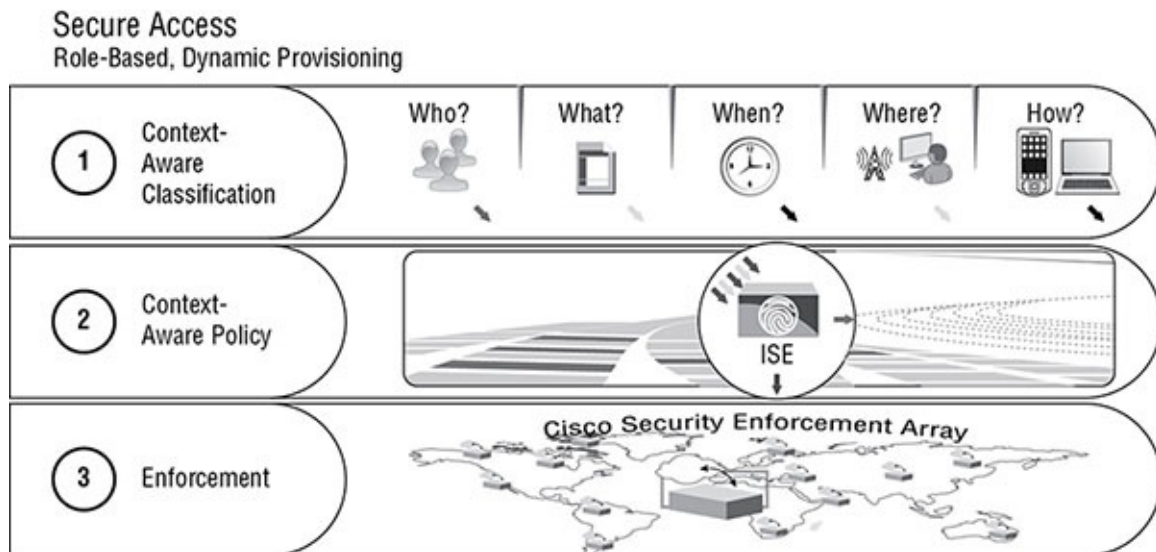 Secure Access
Role-Based, Dynamic Provisioning
1
Context-
Aware
Classification
Who?
What?
When?
Where?
How?
2
Context-
Aware Policy
ISE
3
Enforcement
Cisco Security Enforcement Array